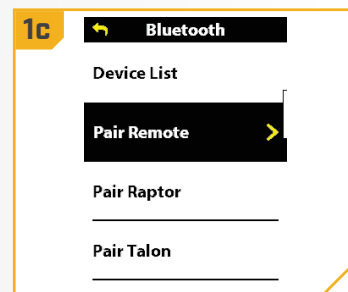 1c
Bluetooth
Device List
Pair Remote
Pair Raptor
Pair Talon